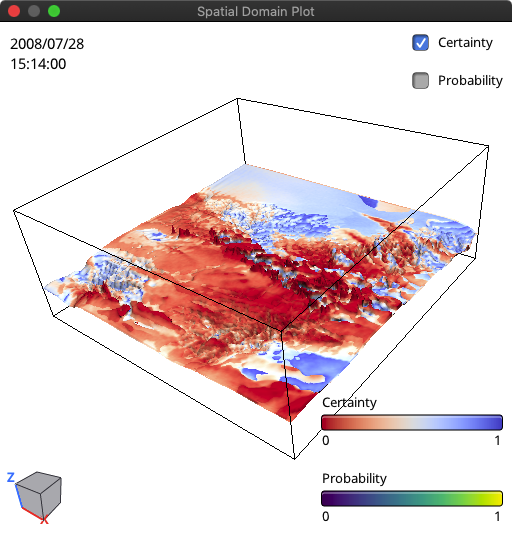 Spatial Domain Plot
2008/07/28
15:14:00
Certainty
Probability
Certainty
0 1
Probability
0 1
Z
X